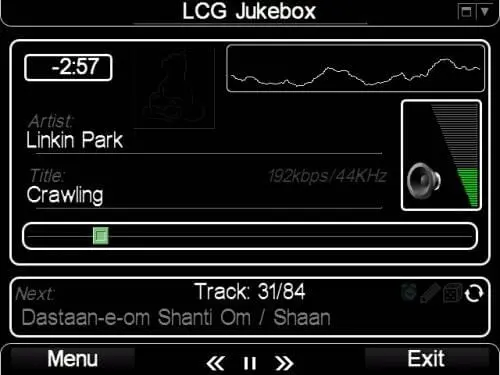 LCG Jukebox
-2:57
Artist:
Linkin Park
Title:
192kbps/44KHz
Crawling
Next:
Track: 31/84
Dastaan-e-om Shanti Om / Shaan
Menu
Exit